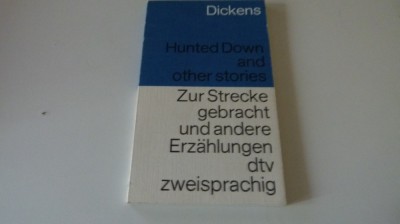 Dickens
Hunted Down
and
other stories
Zur Strecke
gebracht
und andere
Erzählungen
dtv
zweisprachig